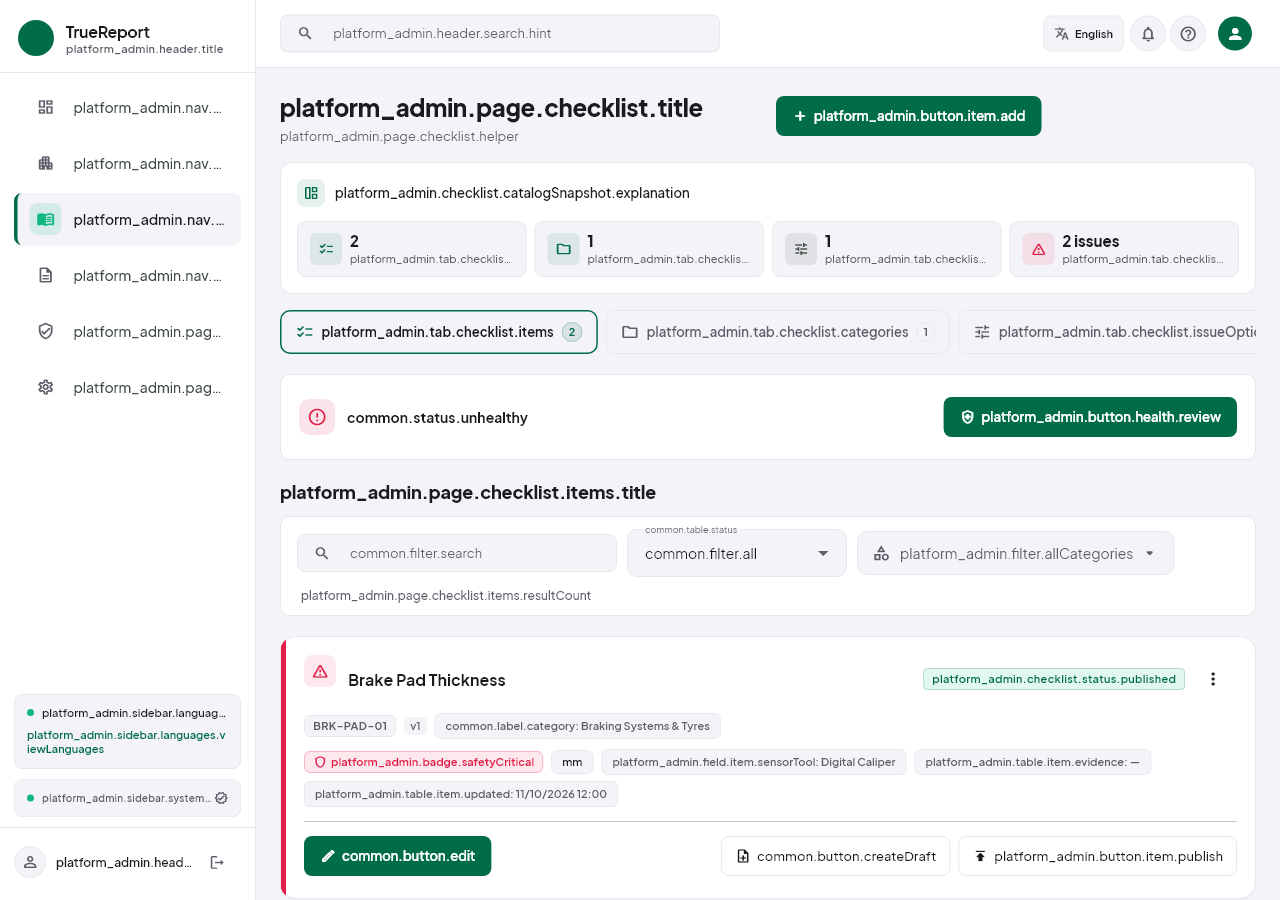 TrueReport
platform_admin.header.title
platform_admin.nav....
platform_admin.nav....
platform_admin.nav....
platform_admin.nav....
platform_admin.pag...
platform_admin.pag...
platform_admin.sidebar.languag...
platform_admin.sidebar.languages.v
iewLanguages
platform_admin.sidebar.system...
platform_admin.head...
platform_admin.header.search.hint
English
platform_admin.page.checklist.title
platform_admin.page.checklist.helper
platform_admin.button.item.add
platform_admin.checklist.catalogSnapshot.explanation
2
platform_admin.tab.checklis...
1
platform_admin.tab.checklis...
1
platform_admin.tab.checklis...
2 issues
platform_admin.tab.checklis...
platform_admin.tab.checklist.items 2
platform_admin.tab.checklist.categories 1
platform_admin.tab.checklist.issueOptio
common.status.unhealthy
platform_admin.button.health.review
platform_admin.page.checklist.items.title
common.filter.search
common.table.status
common.filter.all
platform_admin.filter.allCategories
platform_admin.page.checklist.items.resultCount
Brake Pad Thickness
platform_admin.checklist.status.published
BRK-PAD-01
v1
common.label.category: Braking Systems & Tyres
platform_admin.badge.safetyCritical
mm
platform_admin.field.item.sensorTool: Digital Caliper
platform_admin.table.item.evidence: —
platform_admin.table.item.updated: 11/10/2026 12:00
common.button.edit
common.button.createDraft
platform_admin.button.item.publish